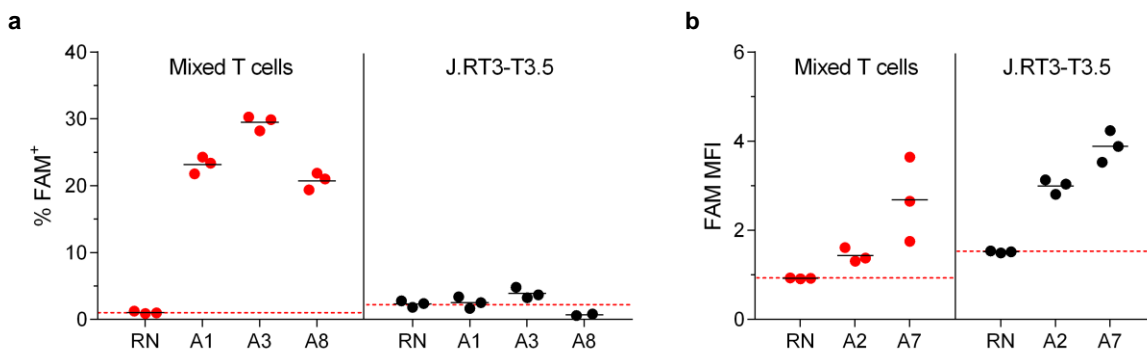 a
% FAM+
40
30
20
10
0
Mixed T cells
J.RT3-T3.5
RN A1 A3 A8 RN A1 A3 A8
b
FAM MFI
6
4
2
0
Mixed T cells
J.RT3-T3.5
RN A2 A7 RN A2 A7